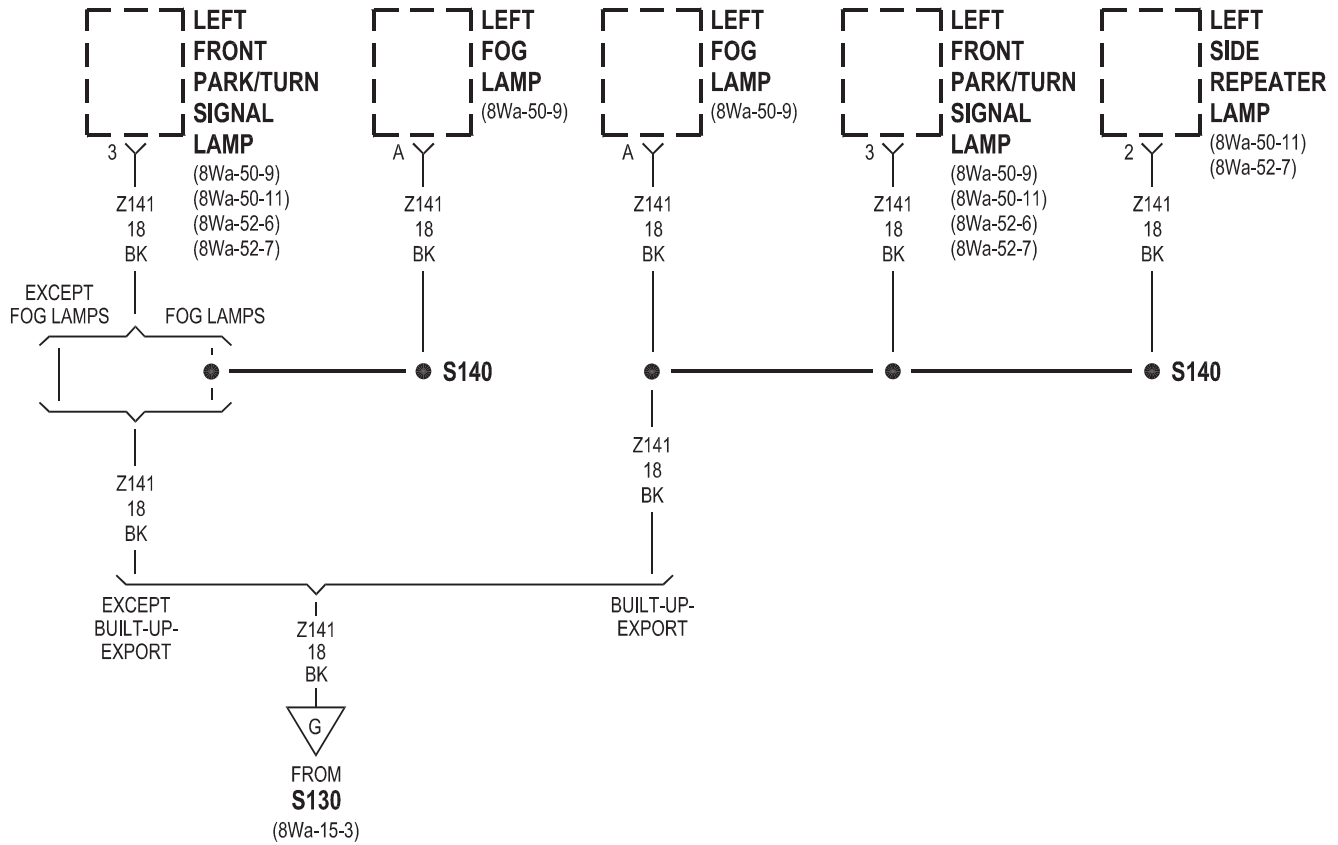 LEFT
FRONT
PARK/TURN
SIGNAL
LAMP
(8Wa-50-9)
(8Wa-50-11)
(8Wa-52-6)
(8Wa-52-7)
LEFT
FOG
LAMP
(8Wa-50-9)
LEFT
FOG
LAMP
(8Wa-50-9)
LEFT
FRONT
PARK/TURN
SIGNAL
LAMP
(8Wa-50-9)
(8Wa-50-11)
(8Wa-52-6)
(8Wa-52-7)
LEFT
SIDE
REPEATER
LAMP
(8Wa-50-11)
(8Wa-52-7)
3
A
A
3
2
Z141
18
BK
Z141
18
BK
Z141
18
BK
Z141
18
BK
Z141
18
BK
EXCEPT
FOG LAMPS
FOG LAMPS
S140
S140
Z141
18
BK
Z141
18
BK
EXCEPT
BUILT-UP-
EXPORT
BUILT-UP-
EXPORT
Z141
18
BK
G
FROM
S130
(8Wa-15-3)